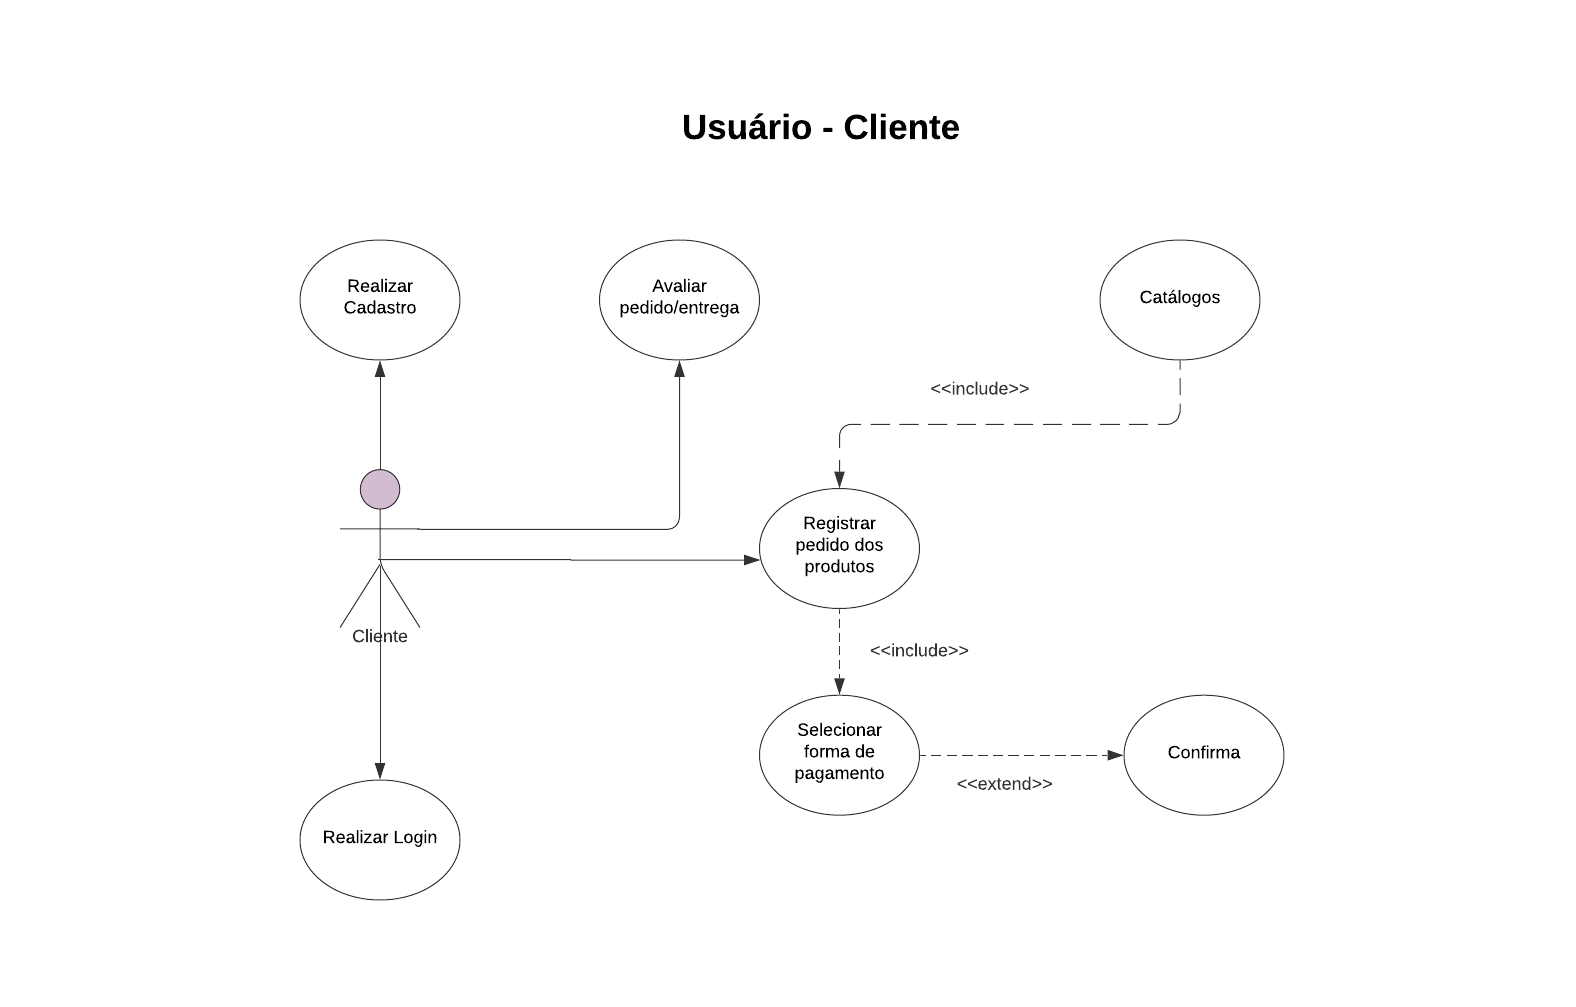 Usuário - Cliente
Realizar
Cadastro
Avaliar
pedido/entrega
Catálogos
<<include>>
Registrar
pedido dos
produtos
Cliente
<<include>>
Selecionar
forma de
pagamento
<<extend>>
Confirma
Realizar Login